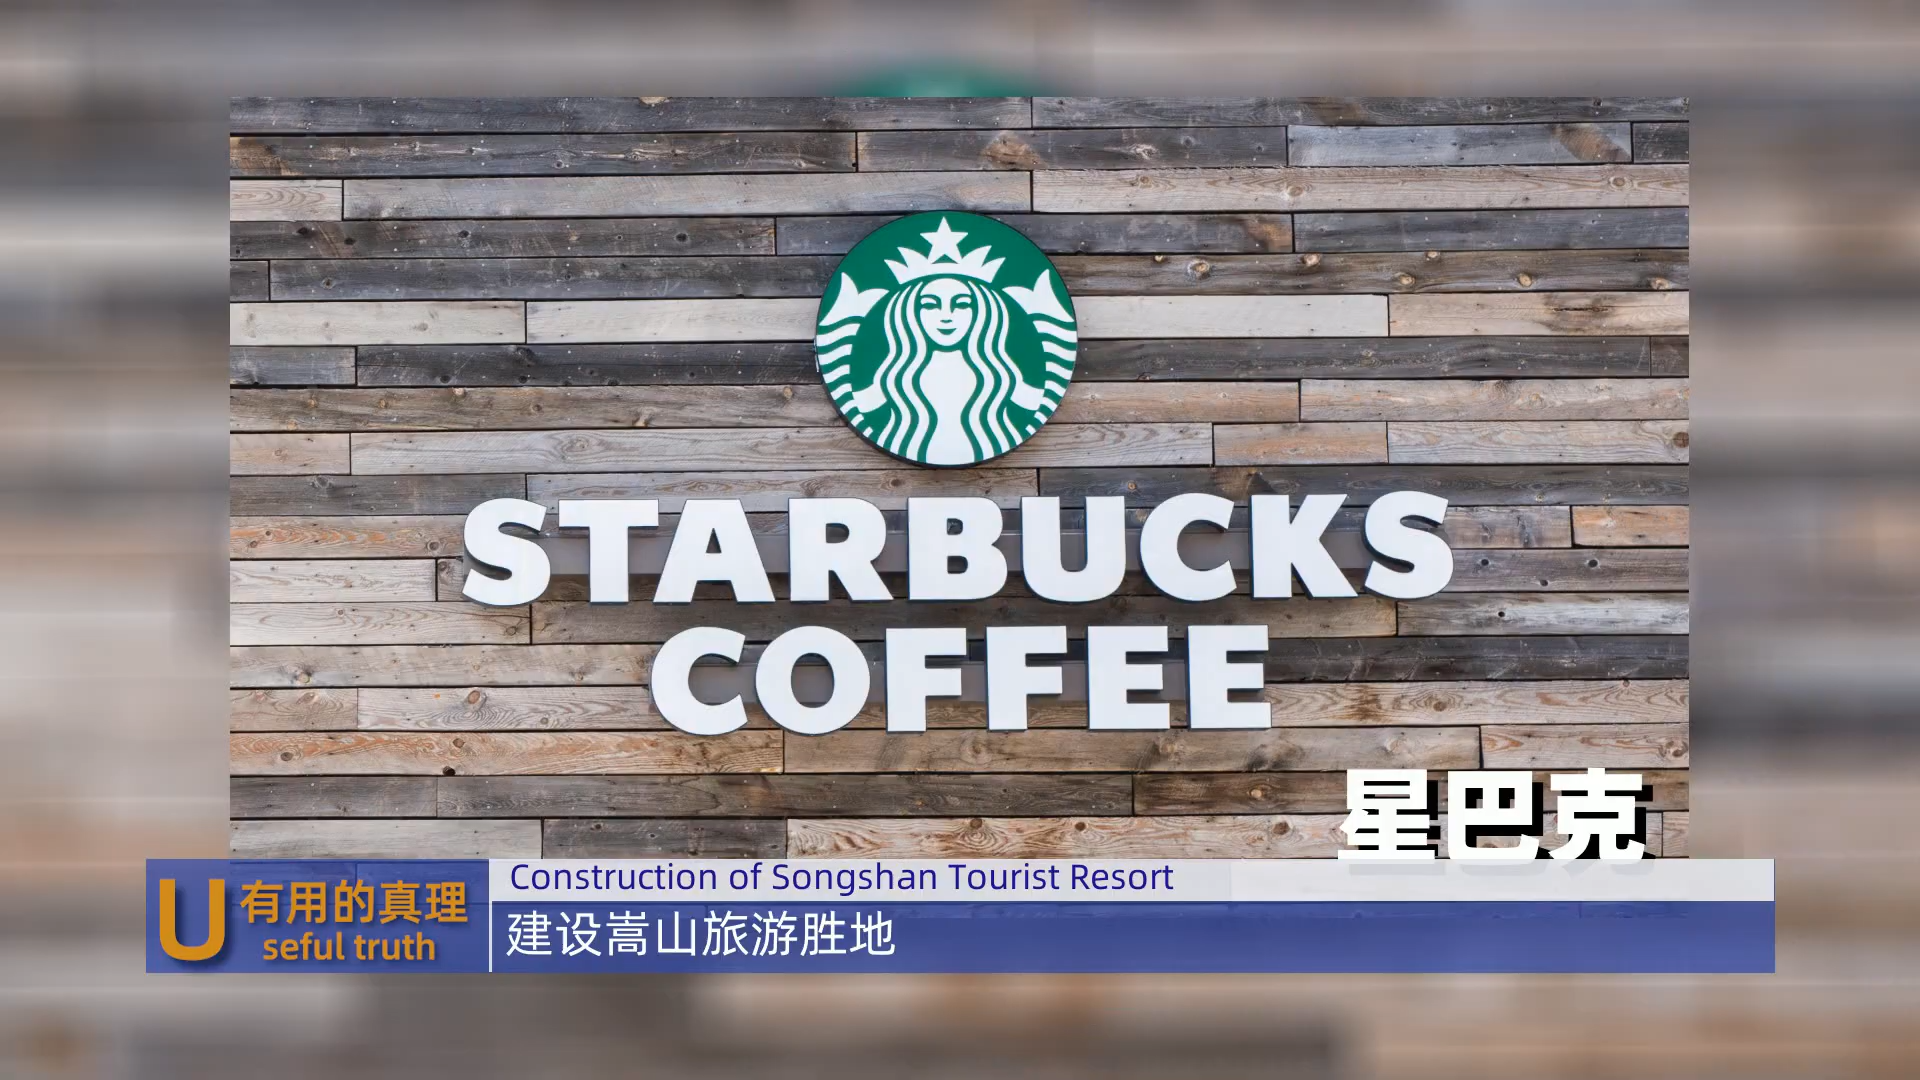 STARBUCKS
COFFEE
星巴克
Construction of Songshan Tourist Resort
建设嵩山旅游胜地
U 有用的真理
seful truth